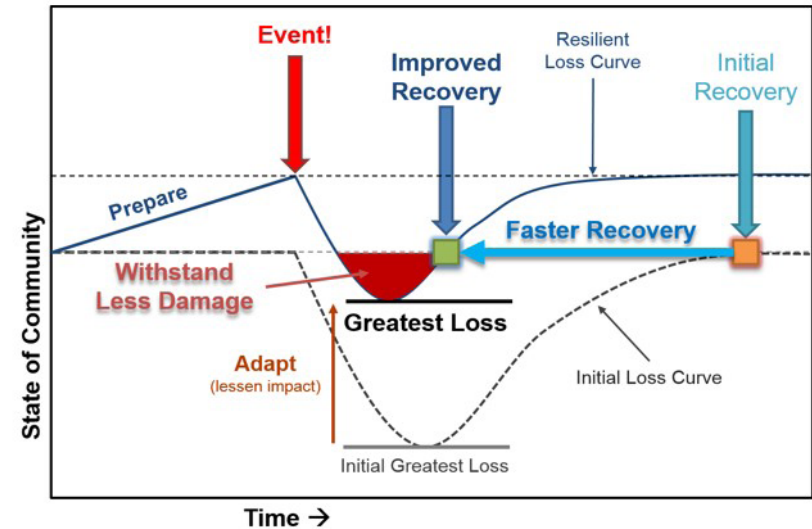 Event!
Improved
Recovery
Resilient
Loss Curve
Initial
Recovery
Prepare
Faster Recovery
Withstand
Less Damage
Greatest Loss
Adapt
(lessen impact)
Initial Loss Curve
Initial Greatest Loss
State of Community
Time →